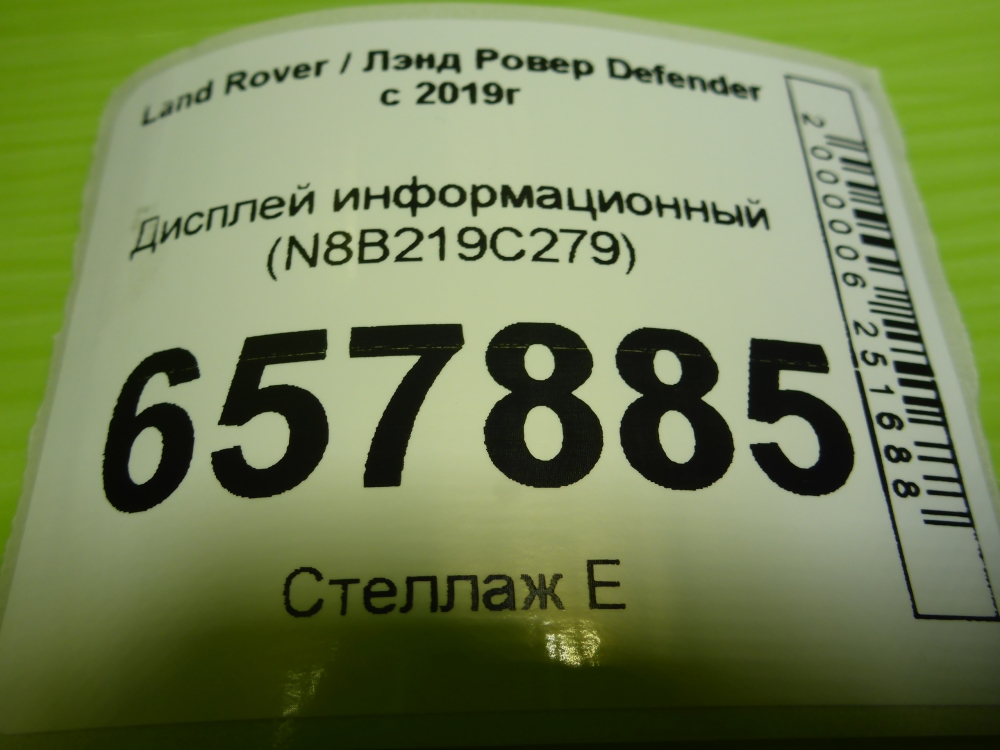 Land Rover / Лэнд Ровер Defender
с 2019г
Дисплей информационный
(N8B219C279)
657885
Стеллаж E
2000006251688